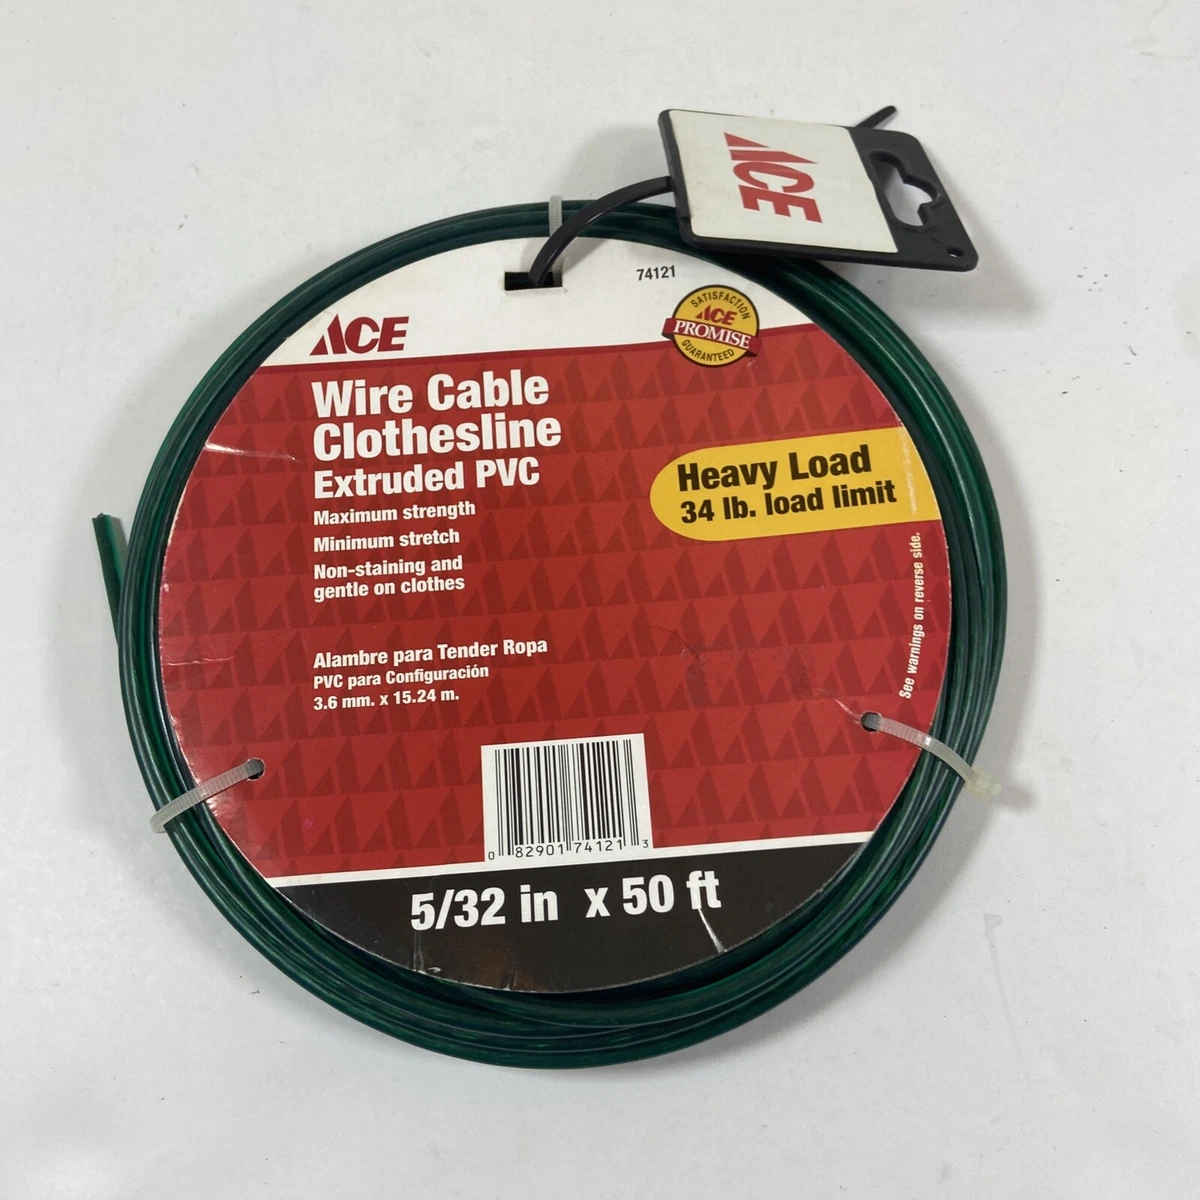 ACE
74121
SATISFACTION
ACE
PROMISE
GUARANTEED
ACE
Wire Cable
Clothesline
Extruded PVC
Maximum strength
Minimum stretch
Non-staining and
gentle on clothes
Heavy Load
34 lb. load limit
See warnings on reverse side.
Alambre para Tender Ropa
PVC para Configuración
3.6 mm. x 15.24 m.
0 82901 74121 3
5/32 in x 50 ft